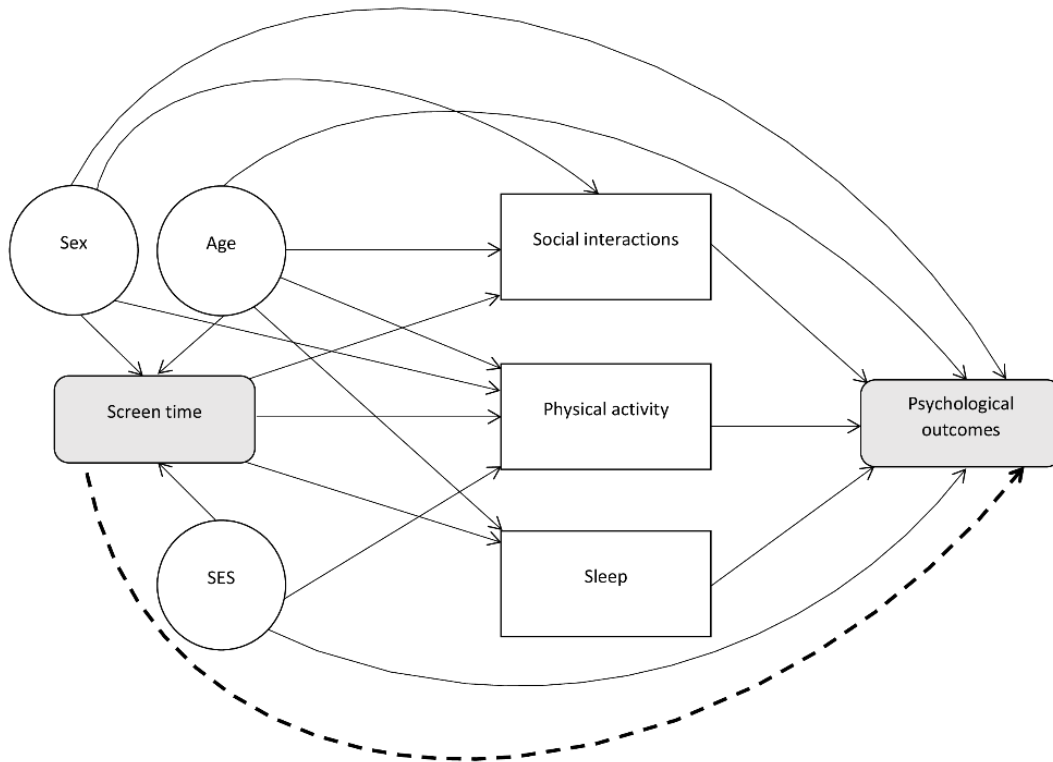 Sex
Age
Social interactions
Screen time
Physical activity
Psychological
outcomes
SES
Sleep